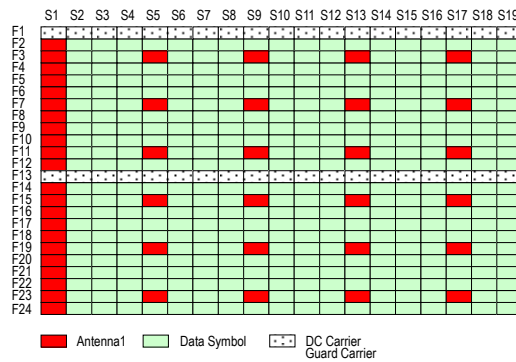 S1 S2 S3 S4 S5 S6 S7 S8 S9 S10 S11 S12 S13 S14 S15 S16 S17 S18 S19
F1
F2
F3
F4
F5
F6
F7
F8
F9
F10
F11
F12
F13
F14
F15
F16
F17
F18
F19
F20
F21
F22
F23
F24
Antenna1 Data Symbol DC Carrier
Guard Carrier